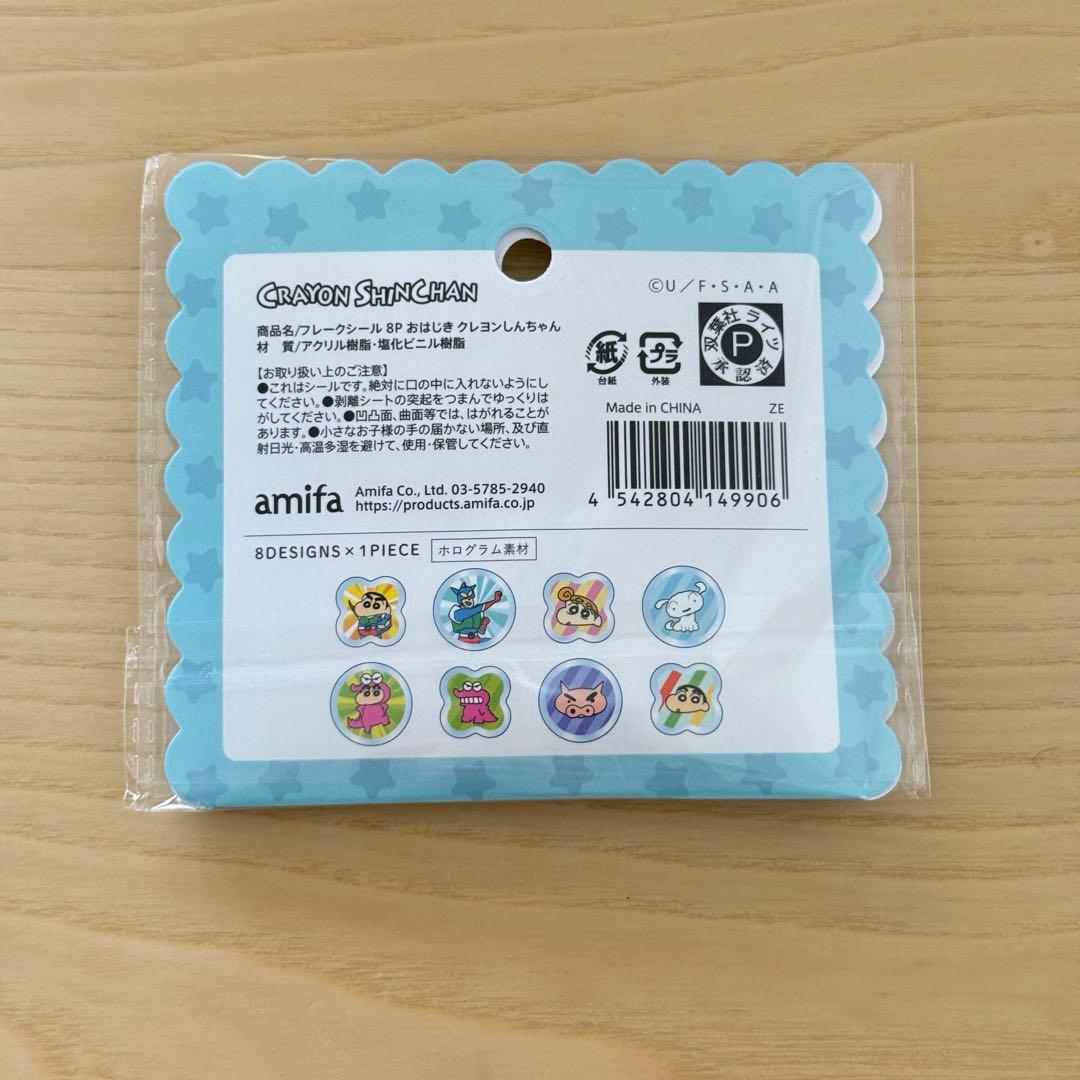 CRAYON SHINCHAN
©U／F・S・A・A
商品名/フレークシール 8P おはじき クレヨンしんちゃん
材　質/アクリル樹脂・塩化ビニル樹脂
【お取り扱い上のご注意】
●これはシールです。絶対に口の中に入れないようにし
てください。●剥離シートの突起をつまんでゆっくりは
がしてください。●凹凸面、曲面等では、はがれることが
あります。●小さなお子様の手の届かない場所、及び直
射日光・高温多湿を避けて、使用・保管してください。
紙
台紙
プラ
外装
双葉社 ライツ
P
承認済
Made in CHINA ZE
4 542804 149906
amifa
Amifa Co., Ltd. 03-5785-2940
https://products.amifa.co.jp
8DESIGNS×1PIECE ホログラム素材